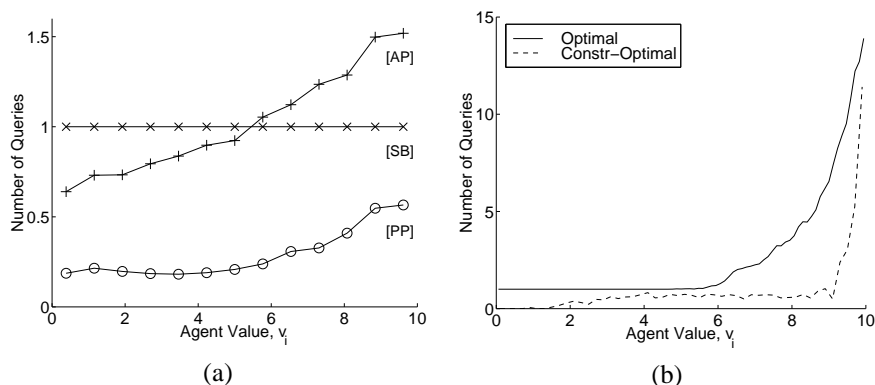 1.5
1
0.5
0
Number of Queries
[AP]
[SB]
[PP]
0 2 4 6 8 10
Agent Value, v_i
(a)
15
10
5
0
Number of Queries
Optimal
Constr-Optimal
0 2 4 6 8 10
Agent Value, v_i
(b)